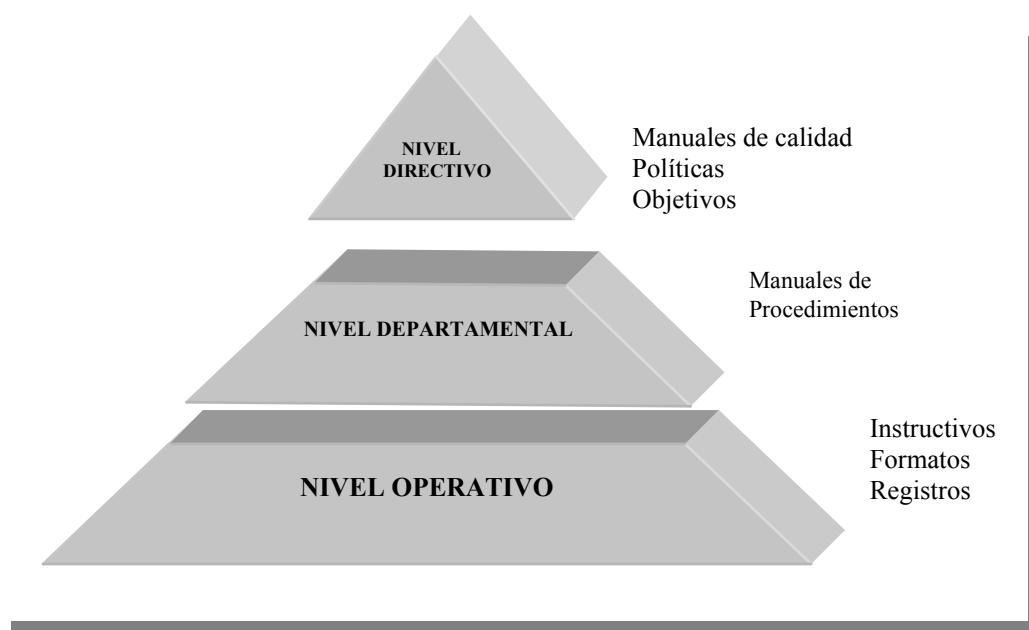 NIVEL
DIRECTIVO
Manuales de calidad
Políticas
Objetivos
NIVEL DEPARTAMENTAL
Manuales de
Procedimientos
NIVEL OPERATIVO
Instructivos
Formatos
Registros